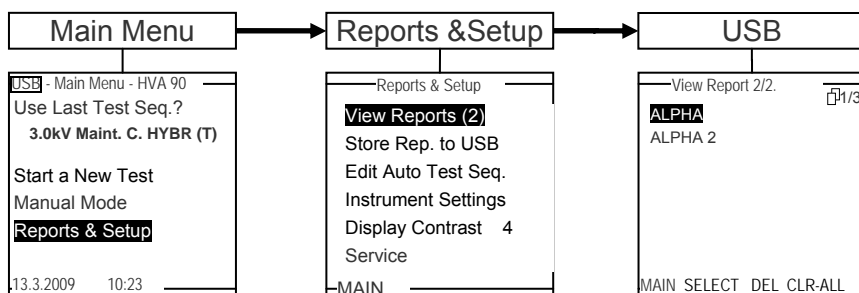 Main Menu
Reports &Setup
USB
USB - Main Menu - HVA 90
Use Last Test Seq.?
3.0kV Maint. C. HYBR (T)
Start a New Test
Manual Mode
Reports & Setup
13.3.2009 10:23
Reports & Setup
View Reports (2)
Store Rep. to USB
Edit Auto Test Seq.
Instrument Settings
Display Contrast 4
Service
MAIN
View Report 2/2.
1/3
ALPHA
ALPHA 2
MAIN SELECT DEL CLR-ALL